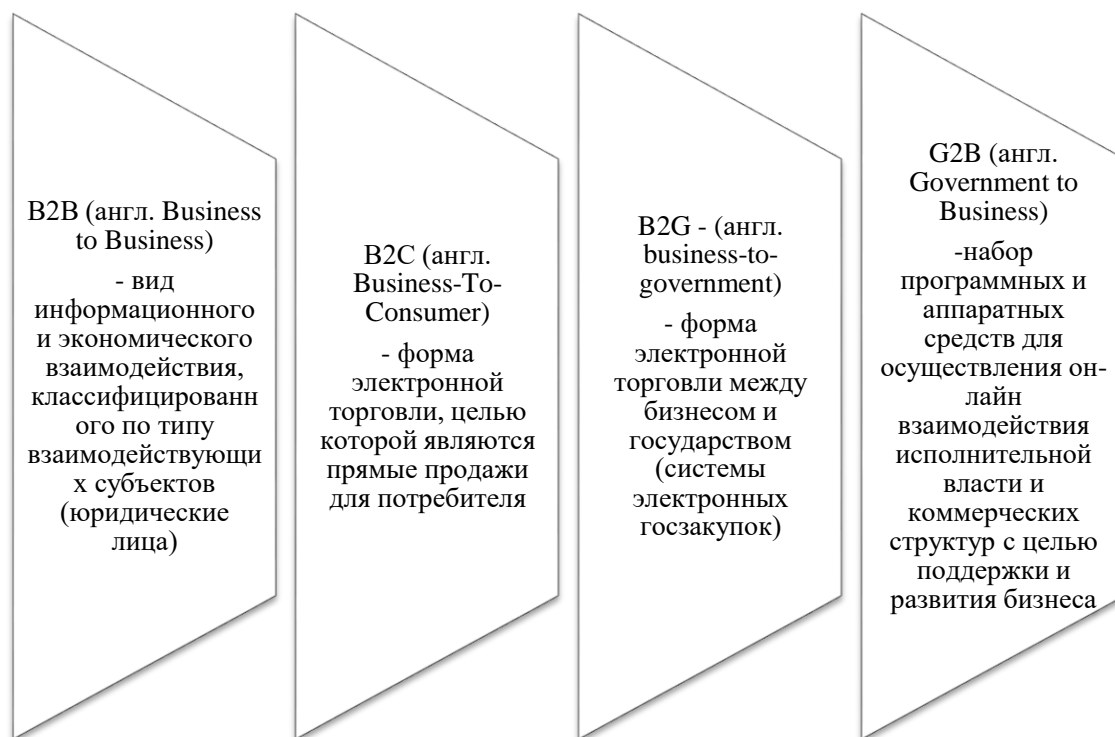 B2B (англ. Business
to Business)
- вид
информационного
и экономического
взаимодействия,
классифицированн
ого по типу
взаимодействующи
х субъектов
(юридические
лица)
B2C (англ.
Business-To-
Consumer)
- форма
электронной
торговли, целью
которой являются
прямые продажи
для потребителя
B2G - (англ.
business-to-
government)
- форма
электронной
торговли между
бизнесом и
государством
(системы
электронных
госзакупок)
G2B (англ.
Government to
Business)
-набор
программных и
аппаратных
средств для
осуществления он-
лайн
взаимодействия
исполнительной
власти и
коммерческих
структур с целью
поддержки и
развития бизнеса